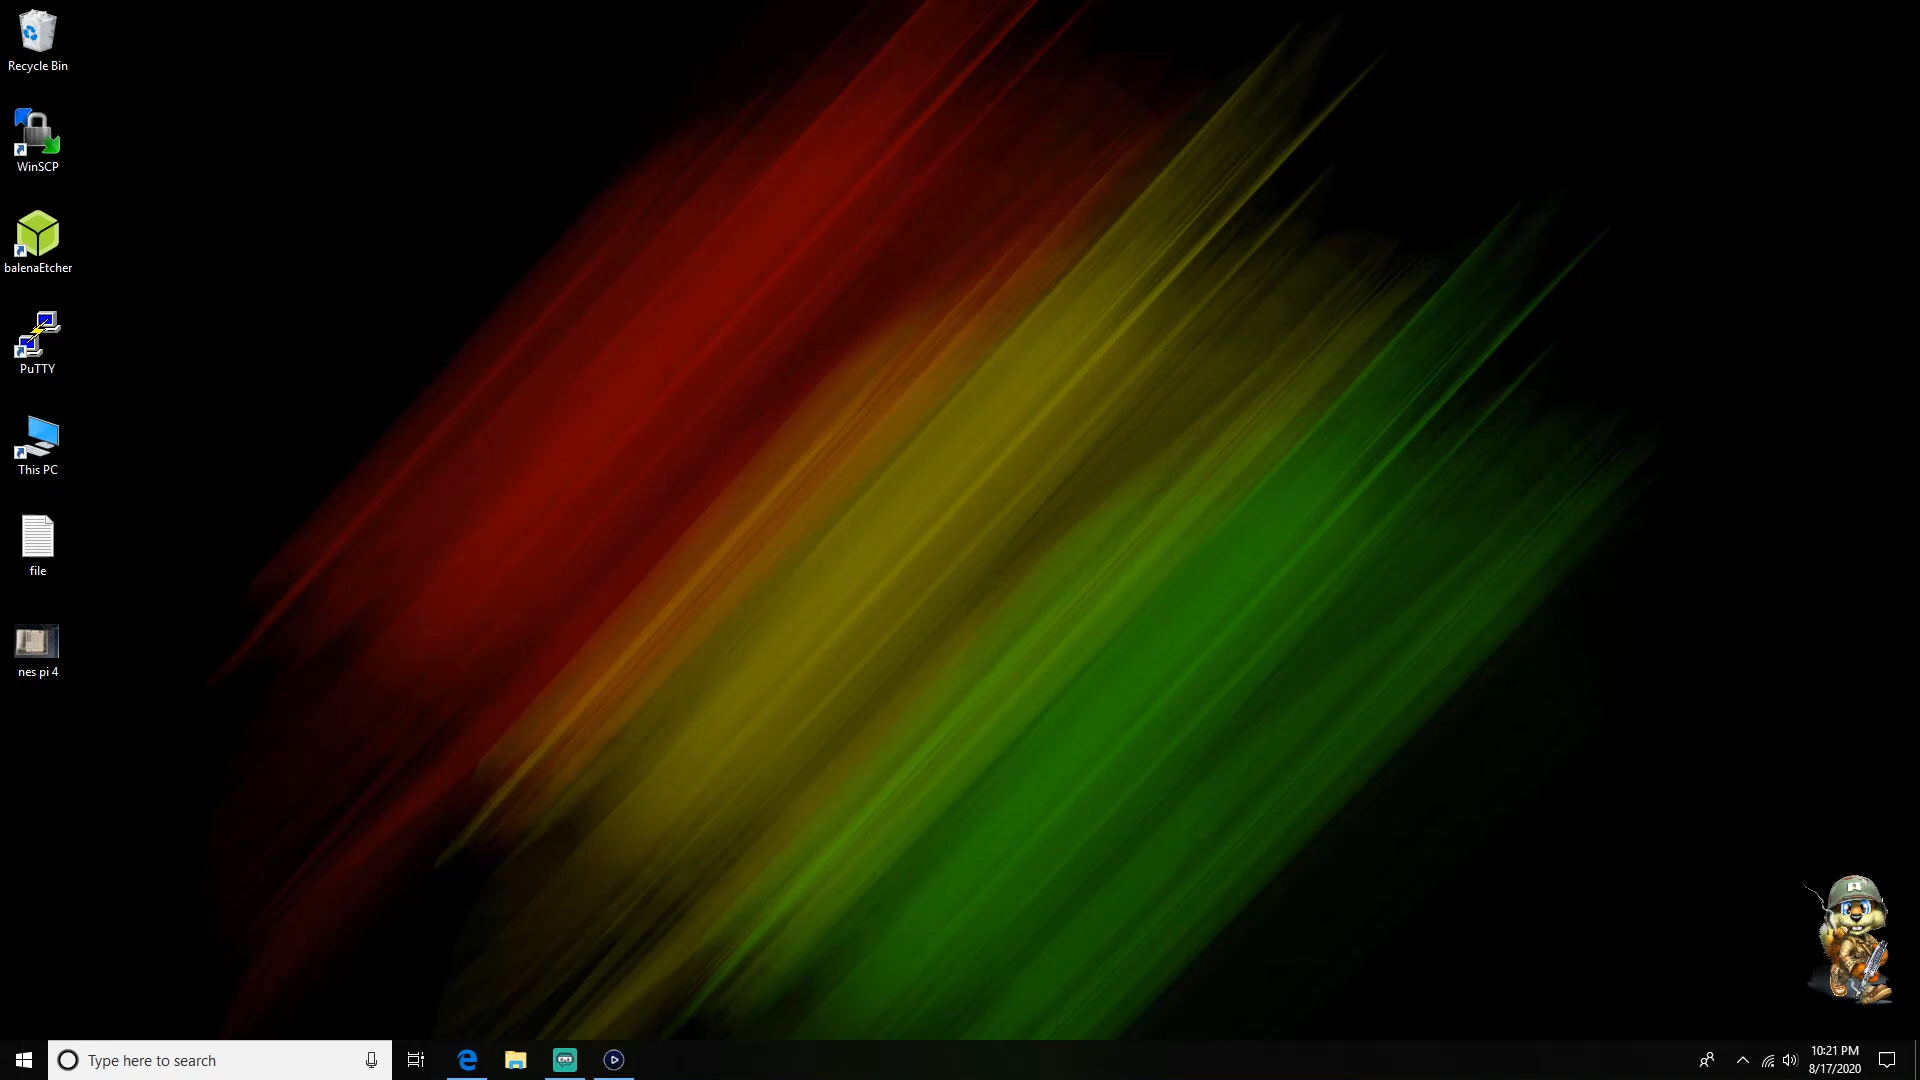 Recycle Bin
WinSCP
balenaEtcher
PuTTY
This PC
file
nes pi 4
Type here to search
10:21 PM
8/17/2020